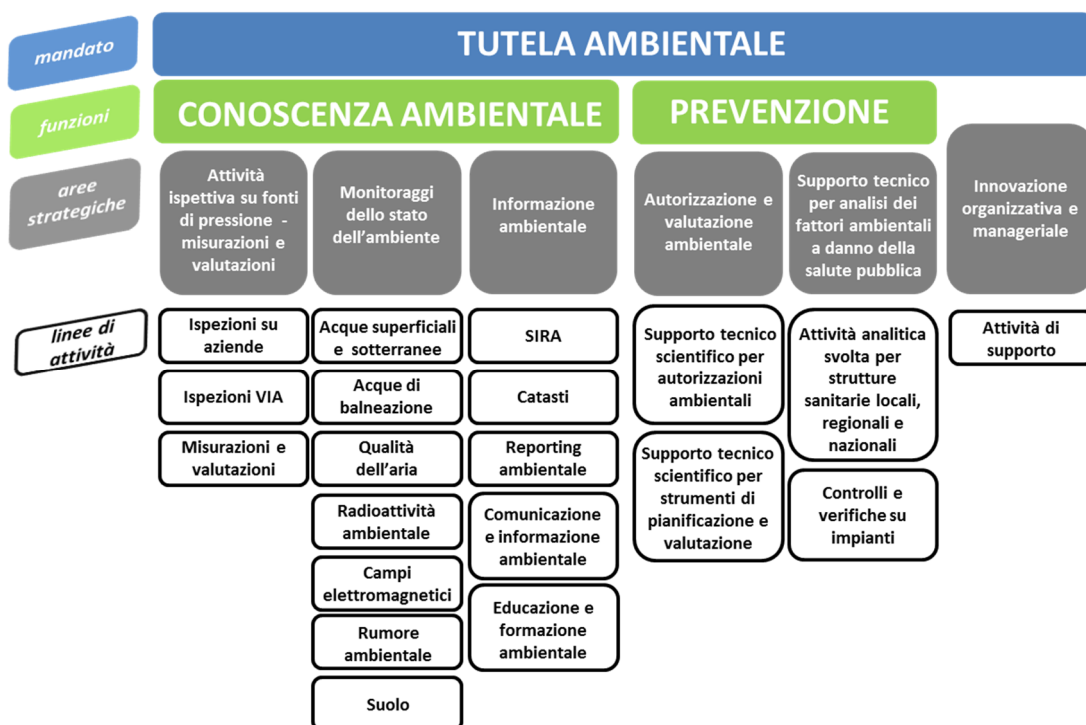 mandato
TUTELA AMBIENTALE
funzioni
CONOSCENZA AMBIENTALE
PREVENZIONE
aree
strategiche
Attività
ispettiva su fonti
di pressione -
misurazioni e
valutazioni
Monitoraggi
dello stato
dell'ambiente
Informazione
ambientale
Autorizzazione e
valutazione
ambientale
Supporto tecnico
per analisi dei
fattori ambientali
a danno della
salute pubblica
Innovazione
organizzativa e
manageriale
linee di
attività
Ispezioni su
aziende
Ispezioni VIA
Misurazioni e
valutazioni
Acque superficiali
e sotterranee
Acque di
balneazione
Qualità
dell'aria
Radioattività
ambientale
Campi
elettromagnetici
Rumore
ambientale
Suolo
SIRA
Catasti
Reporting
ambientale
Comunicazione
e informazione
ambientale
Educazione e
formazione
ambientale
Supporto tecnico
scientifico per
autorizzazioni
ambientali
Supporto tecnico
scientifico per
strumenti di
pianificazione e
valutazione
Attività analitica
svolta per
strutture
sanitarie locali,
regionali e
nazionali
Controlli e
verifiche su
impianti
Attività di
supporto